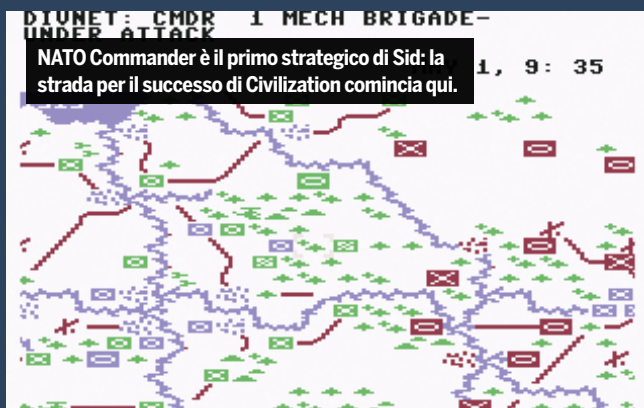 DIVNET: CMDR 1 MECH BRIGADE-
UNDER ATTACK
NATO Commander è il primo strategico di Sid: la
strada per il successo di Civilization comincia qui.
1, 9: 35